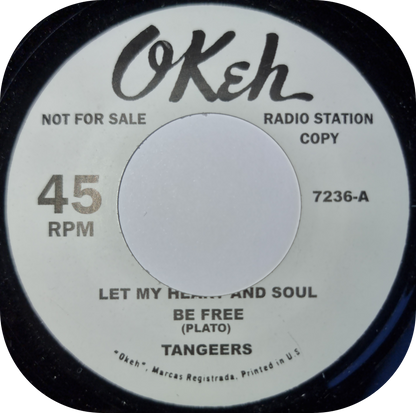 OKeh
NOT FOR SALE
RADIO STATION
COPY
45
RPM
7236-A
LET MY HEART AND SOUL
BE FREE
(PLATO)
TANGEERS
"Okeh", Marcas Registrada. Printed in U.S.